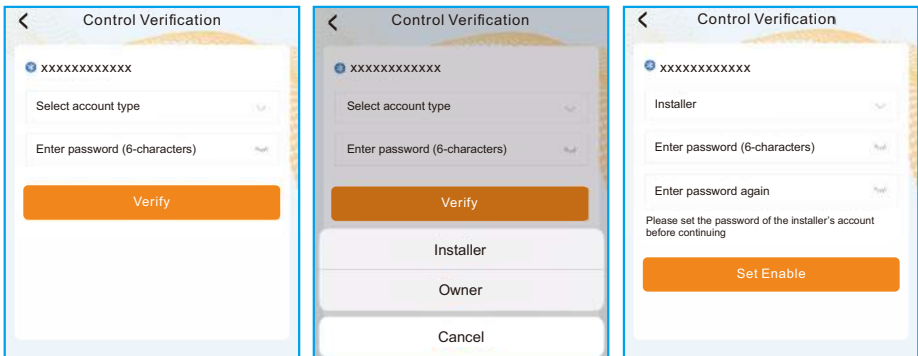 Control Verification
xxxxxxxxxxxx
Select account type
Enter password (6-characters)
Verify
Control Verification
xxxxxxxxxxxx
Select account type
Enter password (6-characters)
Verify
Installer
Owner
Cancel
Control Verification
xxxxxxxxxxxx
Installer
Enter password (6-characters)
Enter password again
Please set the password of the installer's account
before continuing
Set Enable